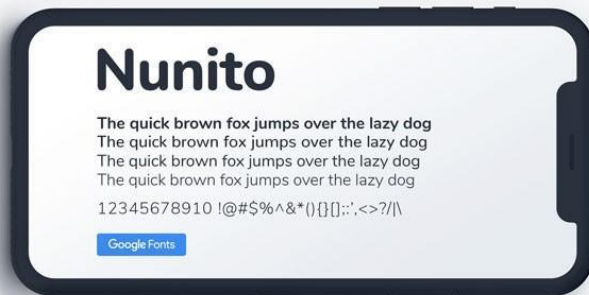 Nunito
The quick brown fox jumps over the lazy dog
The quick brown fox jumps over the lazy dog
The quick brown fox jumps over the lazy dog
The quick brown fox jumps over the lazy dog
12345678910 !@#$%^&*(){}[];:',<>?/|\
Google Fonts